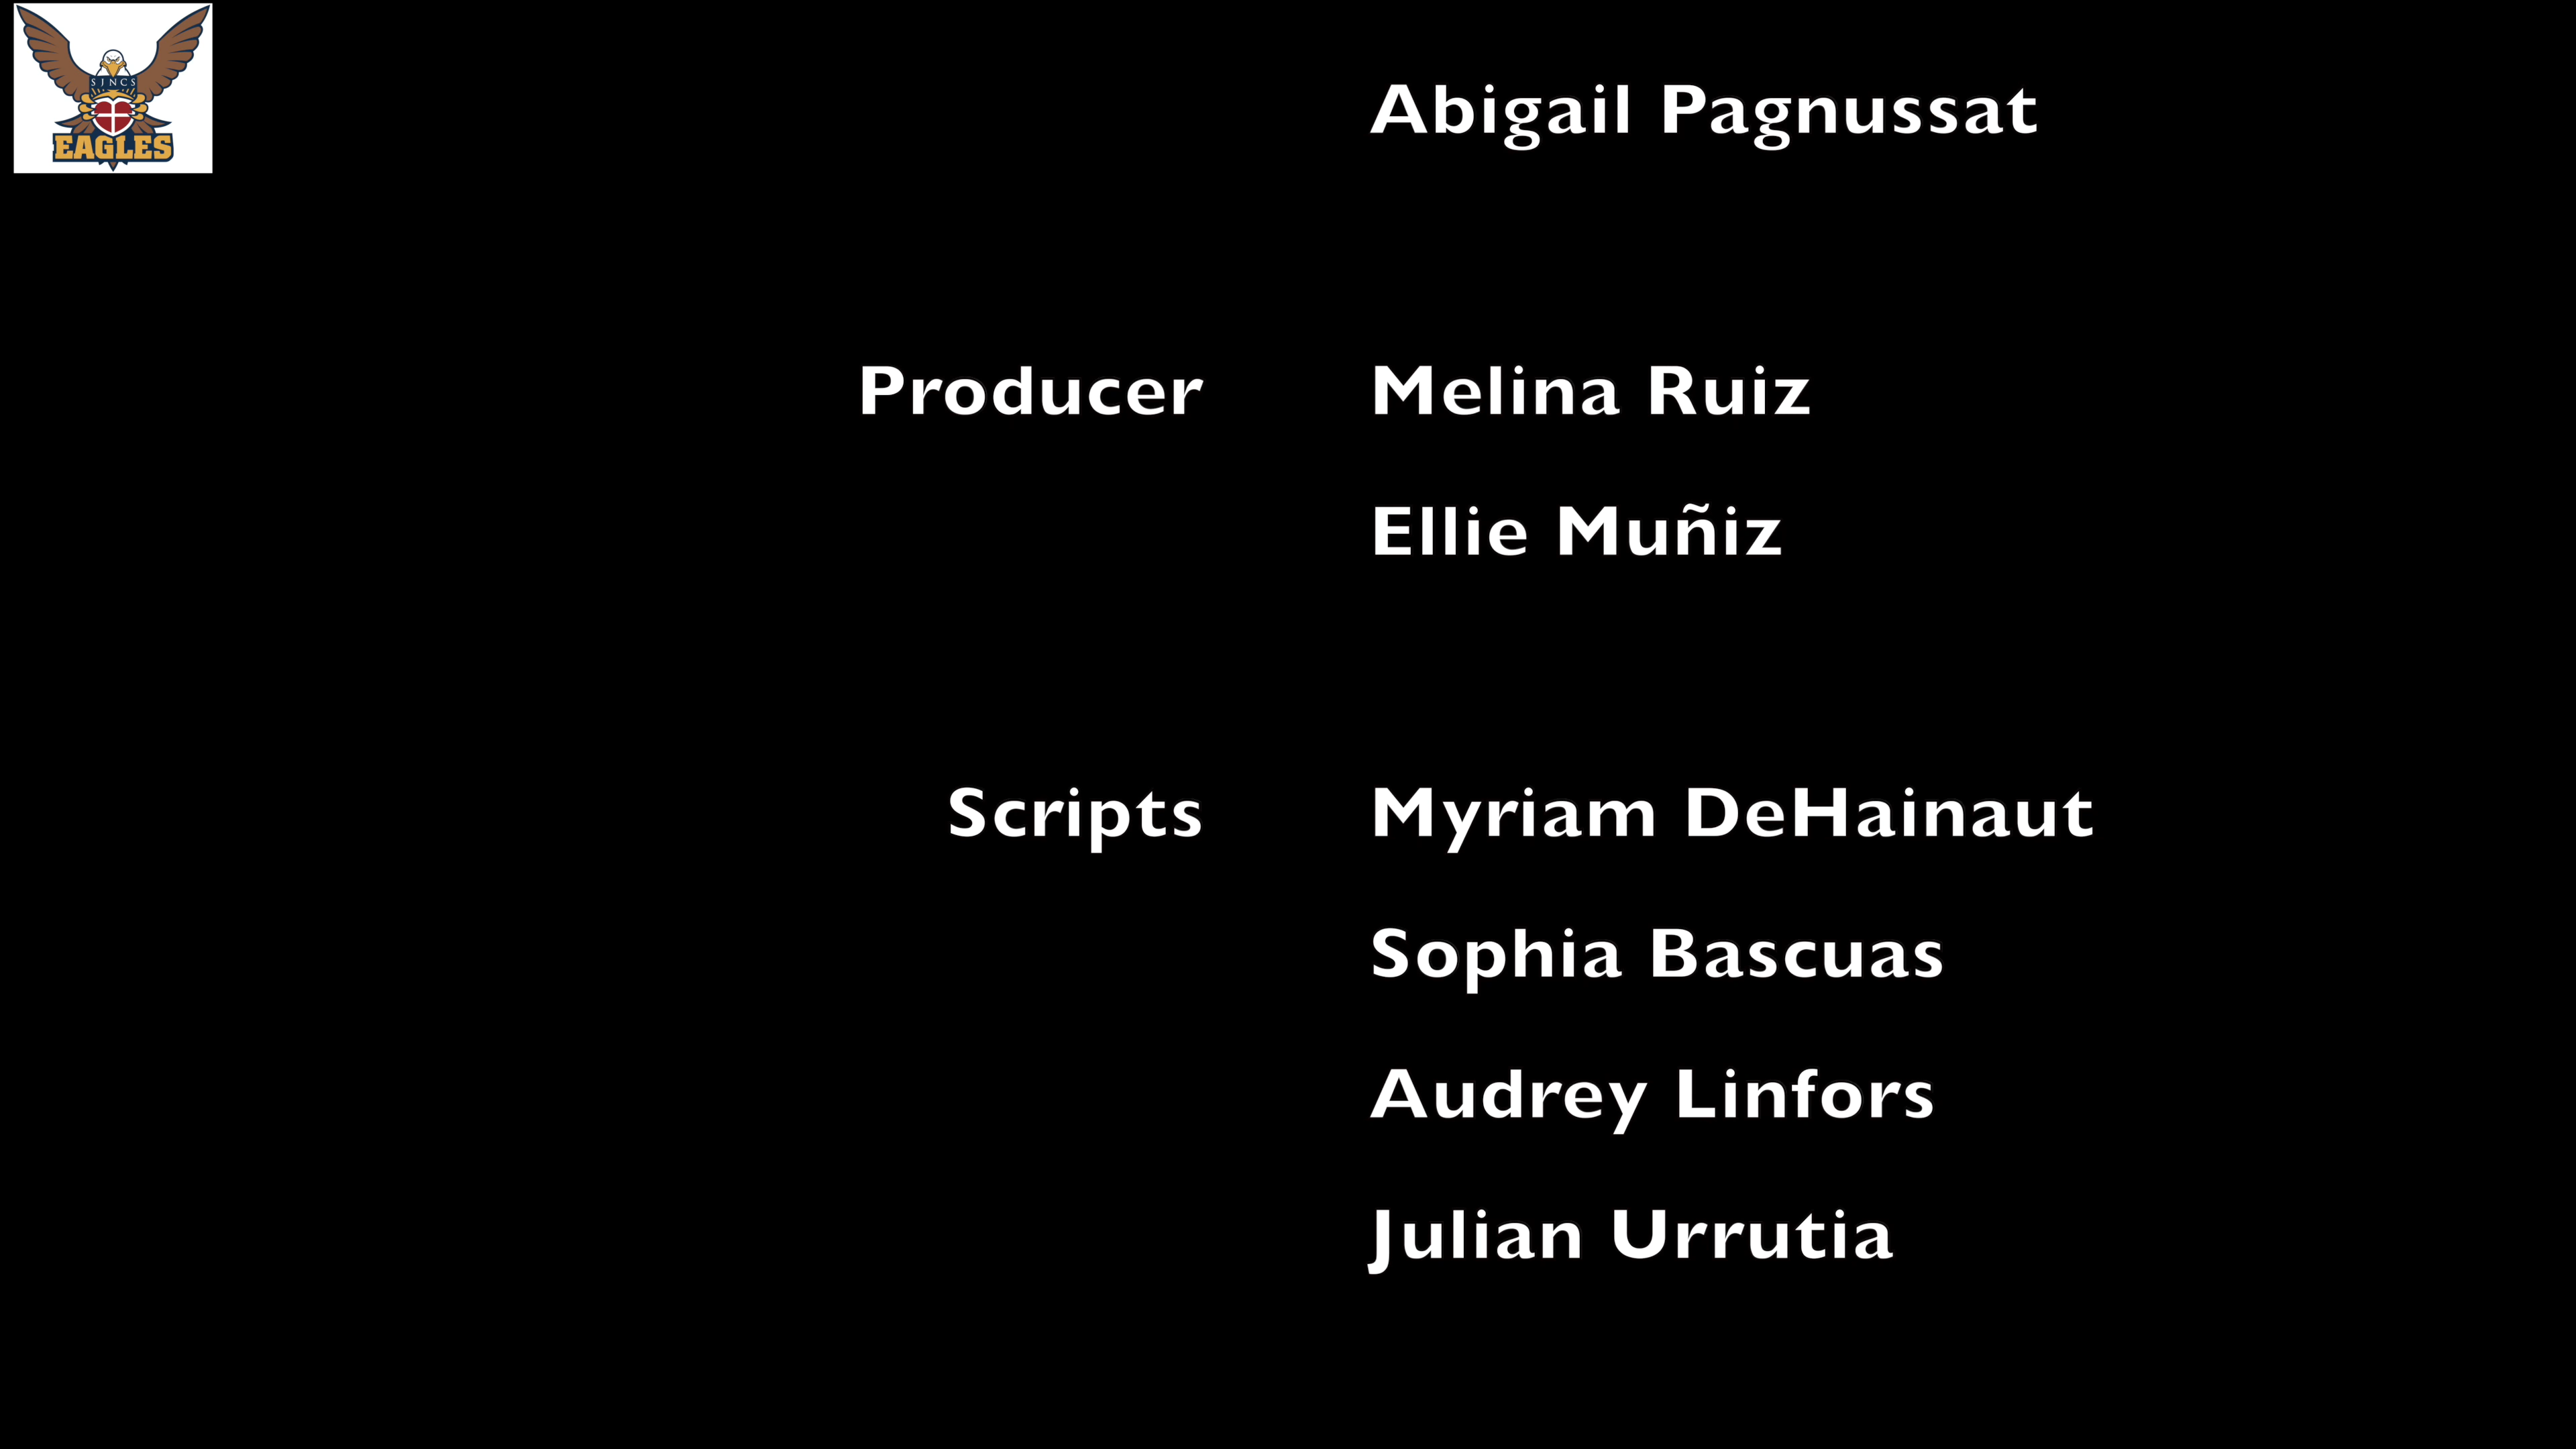 SJNCS
EAGLES
Abigail Pagnussat
Producer Melina Ruiz
Ellie Muñiz
Scripts Myriam DeHainaut
Sophia Bascuas
Audrey Linfors
Julian Urrutia